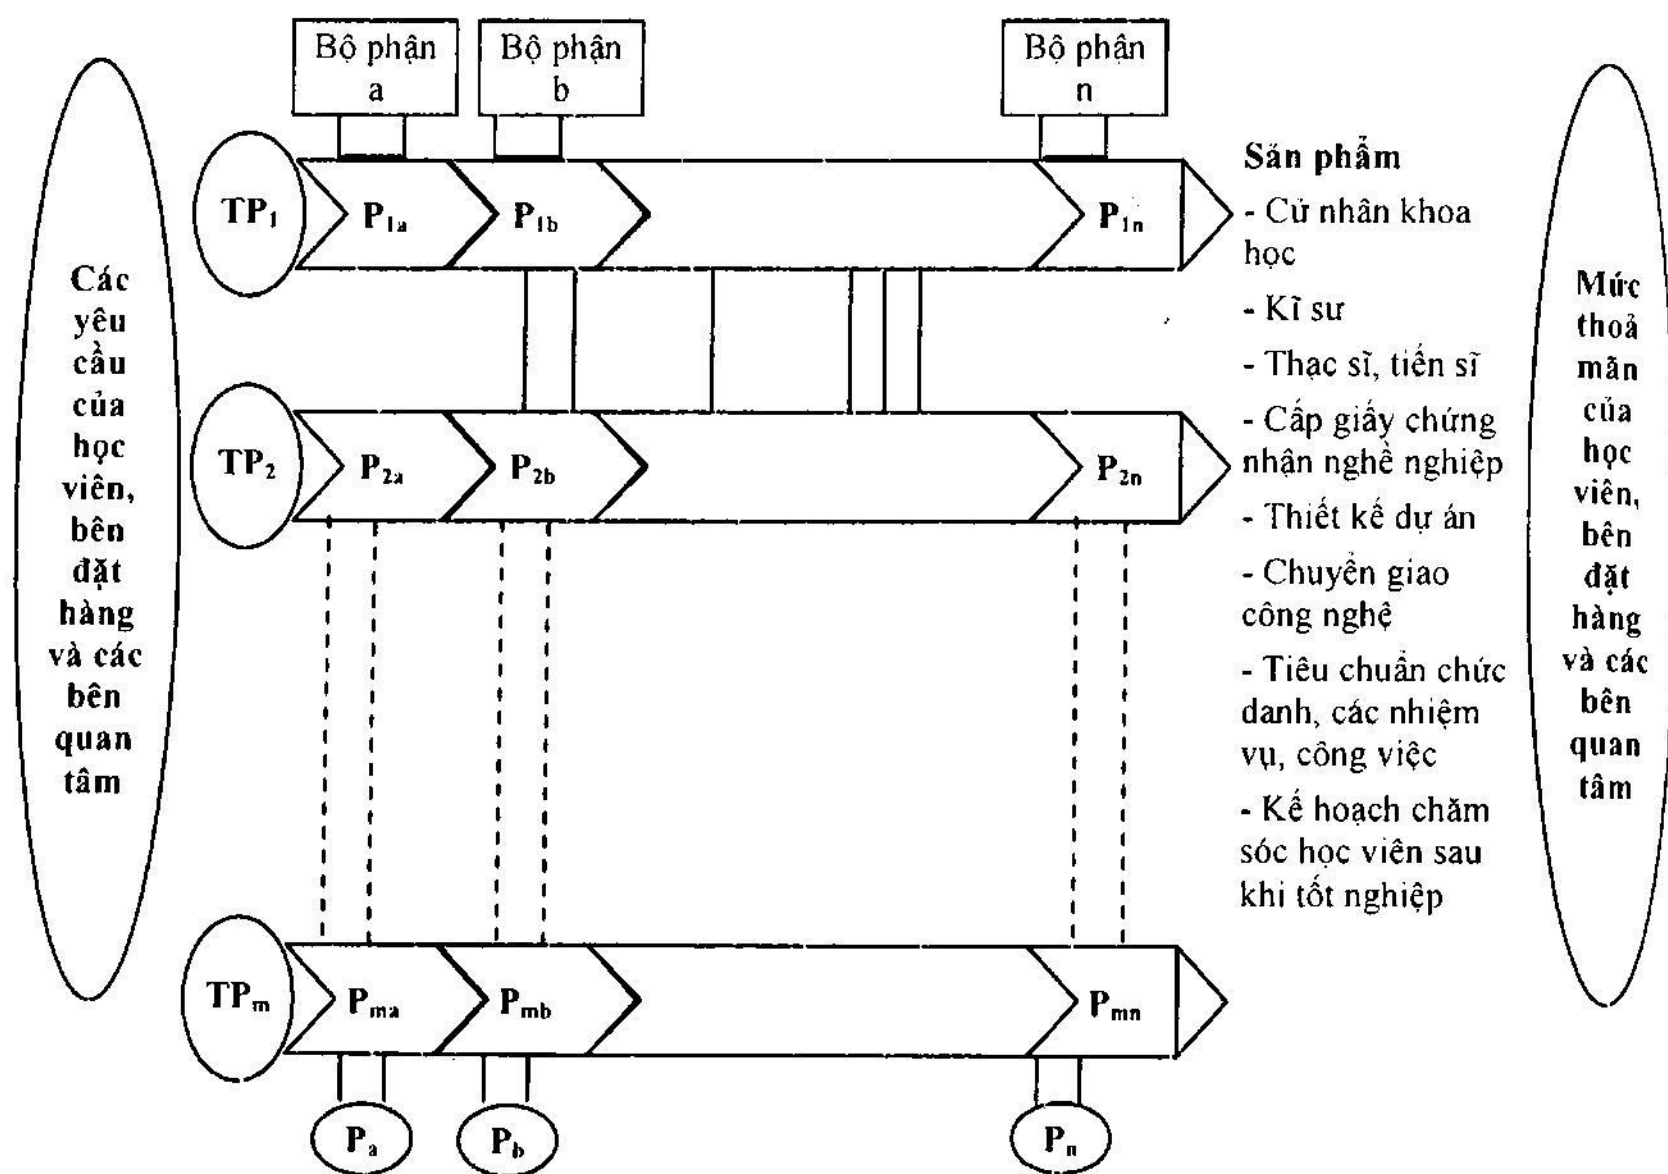 Bộ phận
a
Bộ phận
b
Bộ phận
n
Các
yêu
cầu
của
học
viên,
bên
đặt
hàng
và các
bên
quan
tâm
TP₁
P₁ₐ
P₁b
P₁ₙ
TP₂
P₂ₐ
P₂b
P₂ₙ
TPₘ
Pₘₐ
Pₘb
Pₘₙ
Pₐ
Pb
Pₙ
Sản phẩm
- Cử nhân khoa
học
- Kĩ sư
- Thạc sĩ, tiến sĩ
- Cấp giấy chứng
nhận nghề nghiệp
- Thiết kế dự án
- Chuyển giao
công nghệ
- Tiêu chuẩn chức
danh, các nhiệm
vụ, công việc
- Kế hoạch chăm
sóc học viên sau
khi tốt nghiệp
Mức
thoả
mãn
của
học
viên,
bên
đặt
hàng
và các
bên
quan
tâm